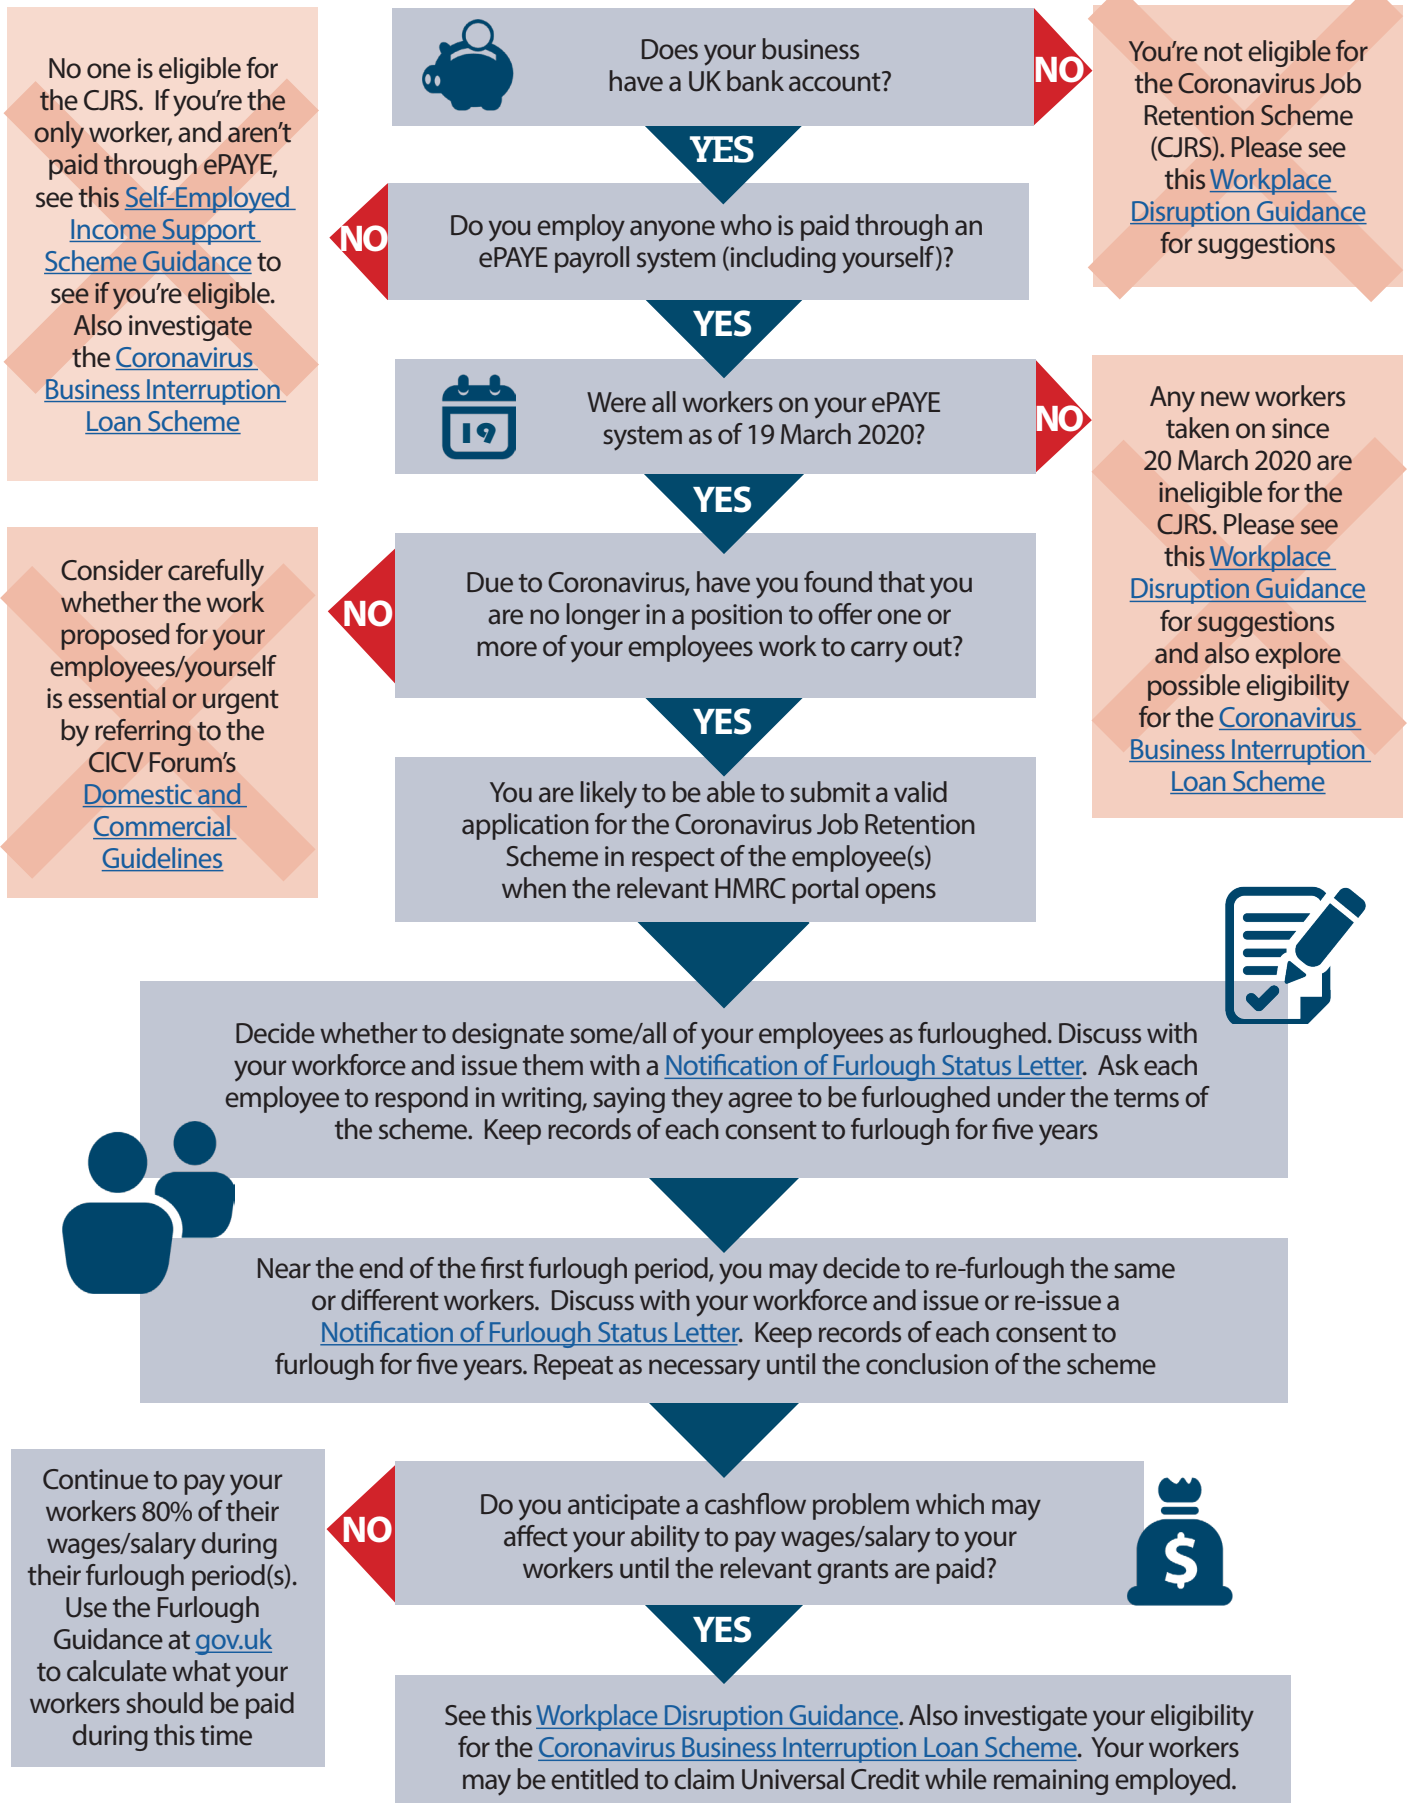 Does your business
have a UK bank account?
NO
You're not eligible for
the Coronavirus Job
Retention Scheme
(CJRS). Please see
this Workplace
Disruption Guidance
for suggestions
YES
Do you employ anyone who is paid through an
ePAYE payroll system (including yourself)?
NO
No one is eligible for
the CJRS. If you're the
only worker, and aren't
paid through ePAYE,
see this Self-Employed
Income Support
Scheme Guidance to
see if you're eligible.
Also investigate
the Coronavirus
Business Interruption
Loan Scheme
YES
19
Were all workers on your ePAYE
system as of 19 March 2020?
NO
Any new workers
taken on since
20 March 2020 are
ineligible for the
CJRS. Please see
this Workplace
Disruption Guidance
for suggestions
and also explore
possible eligibility
for the Coronavirus
Business Interruption
Loan Scheme
YES
Due to Coronavirus, have you found that you
are no longer in a position to offer one or
more of your employees work to carry out?
NO
Consider carefully
whether the work
proposed for your
employees/yourself
is essential or urgent
by referring to the
CICV Forum's
Domestic and
Commercial
Guidelines
YES
You are likely to be able to submit a valid
application for the Coronavirus Job Retention
Scheme in respect of the employee(s)
when the relevant HMRC portal opens
Decide whether to designate some/all of your employees as furloughed. Discuss with
your workforce and issue them with a Notification of Furlough Status Letter. Ask each
employee to respond in writing, saying they agree to be furloughed under the terms of
the scheme. Keep records of each consent to furlough for five years
Near the end of the first furlough period, you may decide to re-furlough the same
or different workers. Discuss with your workforce and issue or re-issue a
Notification of Furlough Status Letter. Keep records of each consent to
furlough for five years. Repeat as necessary until the conclusion of the scheme
Do you anticipate a cashflow problem which may
affect your ability to pay wages/salary to your
workers until the relevant grants are paid?
$
NO
Continue to pay your
workers 80% of their
wages/salary during
their furlough period(s).
Use the Furlough
Guidance at gov.uk
to calculate what your
workers should be paid
during this time
YES
See this Workplace Disruption Guidance. Also investigate your eligibility
for the Coronavirus Business Interruption Loan Scheme. Your workers
may be entitled to claim Universal Credit while remaining employed.